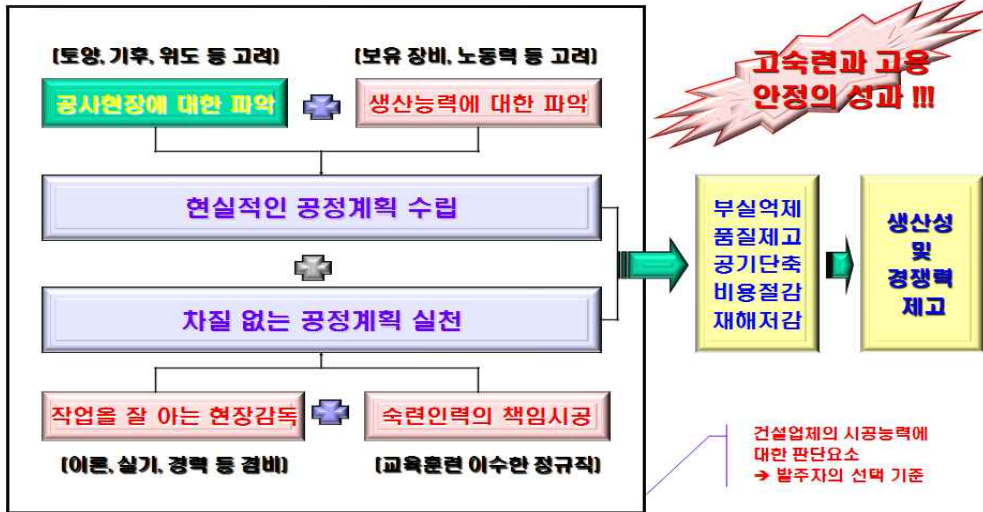 [토양, 기후, 위도 등 고려]
[보유 장비, 노동력 등 고려]
고숙련과 고용
안정의 성과 !!!
공사현장에 대한 파악
생산능력에 대한 파악
현실적인 공정계획 수립
부실억제
품질제고
공기단축
비용절감
재해저감
생산성
및
경쟁력
제고
차질 없는 공정계획 실천
작업을 잘 아는 현장감독
숙련인력의 책임시공
[이론, 실기, 경력 등 겸비]
[교육훈련 이수한 정규직]
건설업체의 시공능력에
대한 판단요소
➔ 발주자의 선택 기준